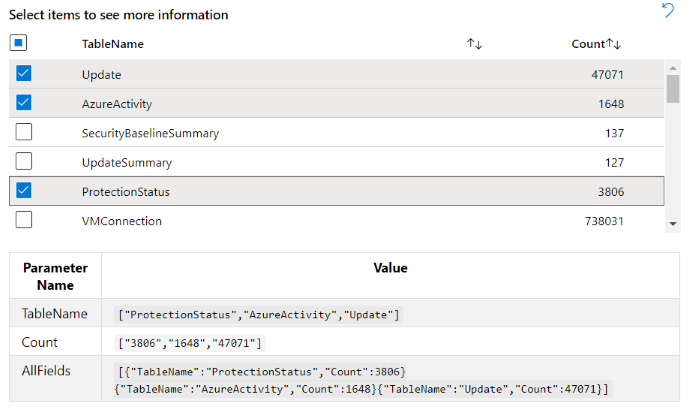 Select items to see more information
TableName ↑↓ Count↑↓
Update 47071
AzureActivity 1648
SecurityBaselineSummary 137
UpdateSummary 127
ProtectionStatus 3806
VMConnection 738031
Parameter Name Value
TableName ["ProtectionStatus","AzureActivity","Update"]
Count ["3806","1648","47071"]
AllFields [{"TableName":"ProtectionStatus","Count":3806}
{"TableName":"AzureActivity","Count":1648}{"TableName":"Update","Count":47071}]